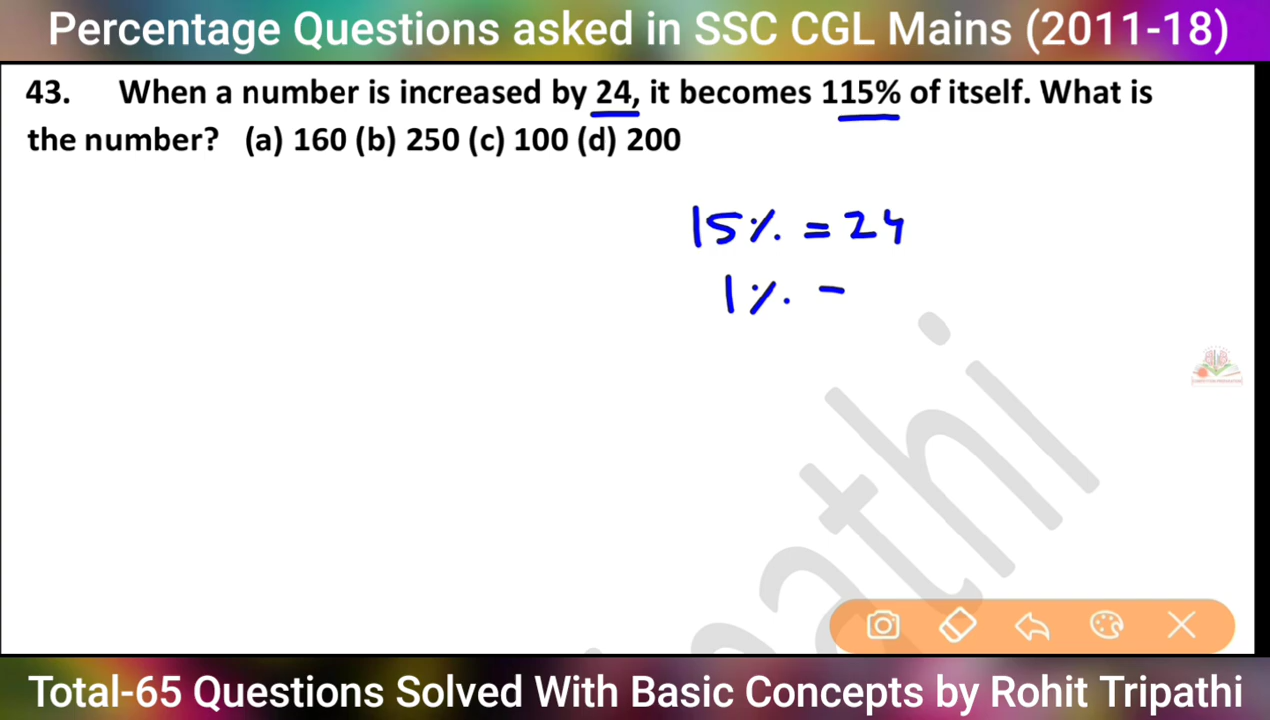 Percentage Questions asked in SSC CGL Mains (2011-18)
43. When a number is increased by 24, it becomes 115% of itself. What is
the number? (a) 160 (b) 250 (c) 100 (d) 200
15% = 24
1% -
pathi
Total-65 Questions Solved With Basic Concepts by Rohit Tripathi